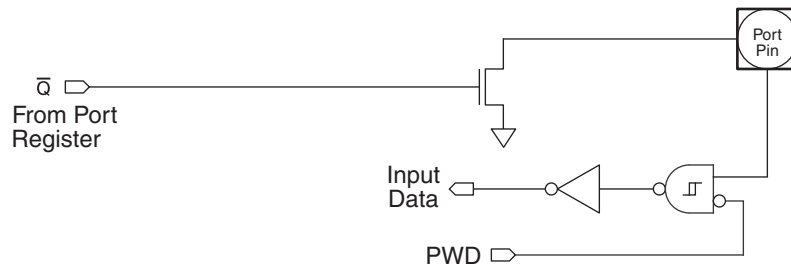 Port
Pin
Q̅
From Port
Register
Input
Data
PWD